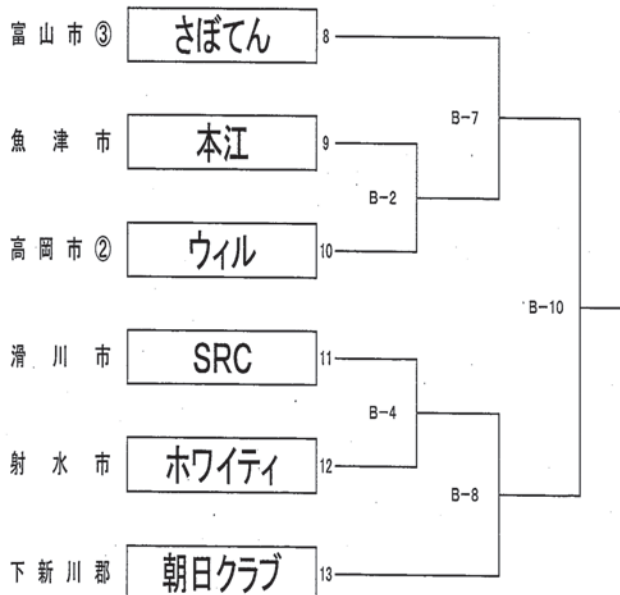 富山市③ さぼてん 8
B-7
魚津市 本江 9
B-2
高岡市② ウィル 10
B-10
滑川市 SRC 11
B-4
射水市 ホワイティ 12
B-8
下新川郡 朝日クラブ 13